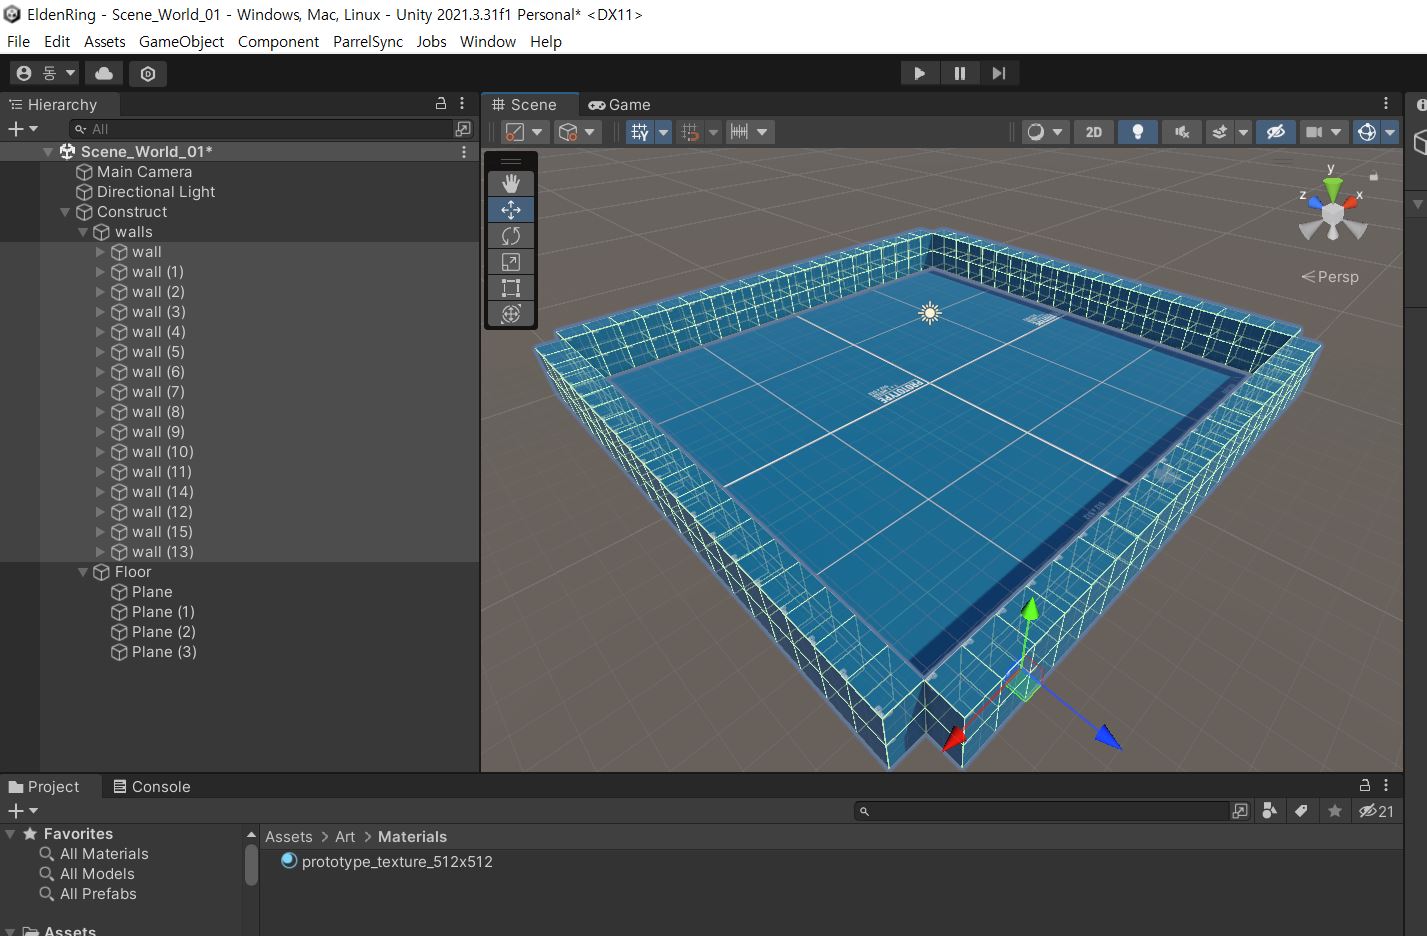 EldenRing - Scene_World_01 - Windows, Mac, Linux - Unity 2021.3.31f1 Personal* <DX11>
File Edit Assets GameObject Component ParrelSync Jobs Window Help
동
Hierarchy
All
Scene_World_01*
Main Camera
Directional Light
Construct
walls
wall
wall (1)
wall (2)
wall (3)
wall (4)
wall (5)
wall (6)
wall (7)
wall (8)
wall (9)
wall (10)
wall (11)
wall (14)
wall (12)
wall (15)
wall (13)
Floor
Plane
Plane (1)
Plane (2)
Plane (3)
Scene Game
2D
y
z x
Persp
PROTOTYPE
Project Console
21
Favorites
All Materials
All Models
All Prefabs
Assets
Assets > Art > Materials
prototype_texture_512x512